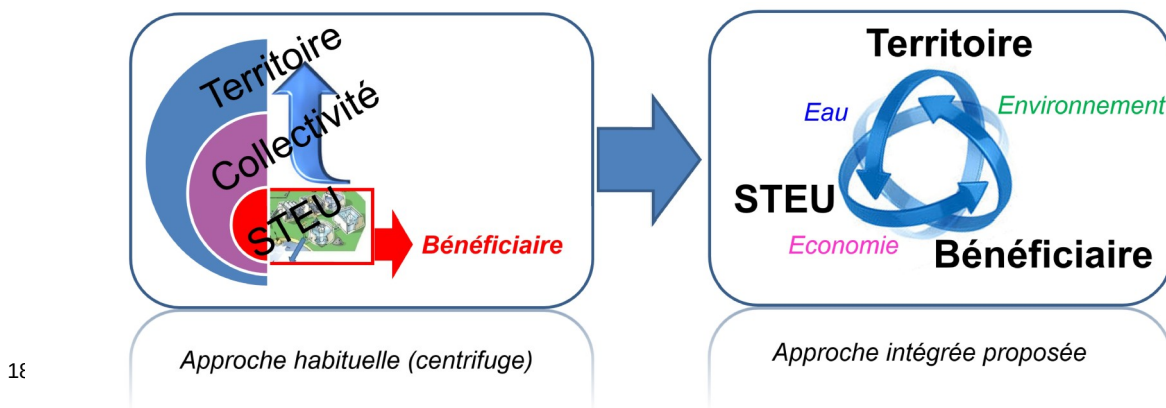 Territoire
Collectivité
STEU
Bénéficiaire
Approche habituelle (centrifuge)
Territoire
Eau
Environnement
STEU
Economie
Bénéficiaire
Approche intégrée proposée